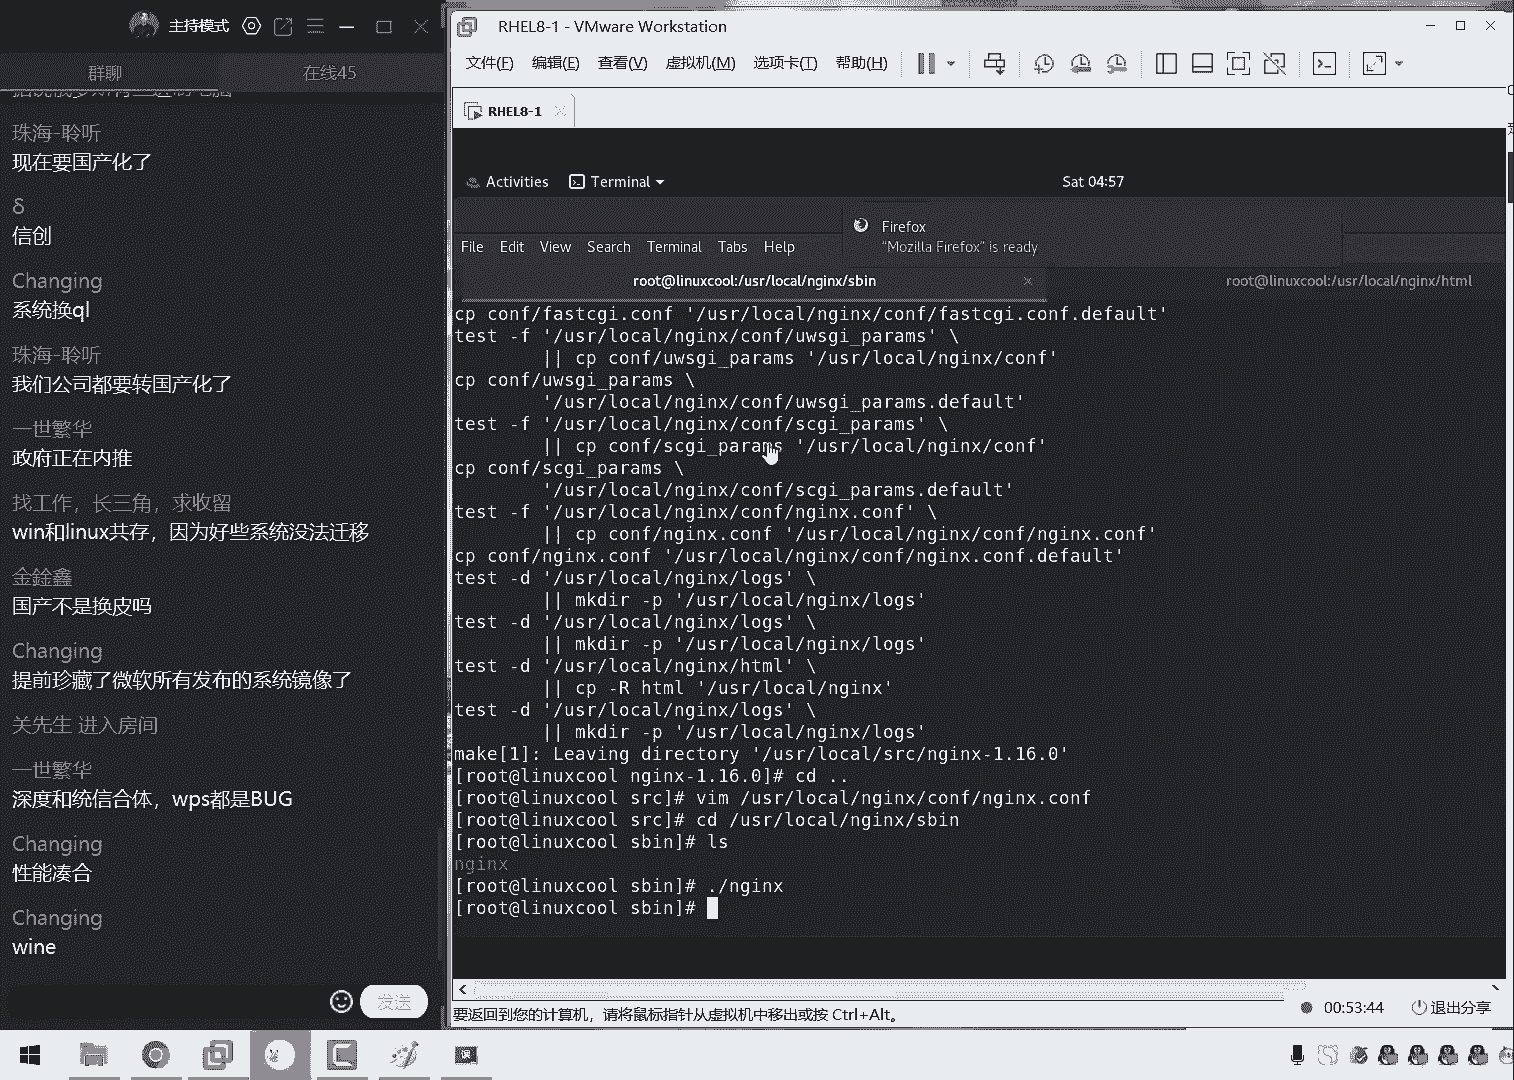 主持模式
群聊
在线45
珠海-聆听
现在要国产化了
δ
信创
Changing
系统换ql
珠海-聆听
我们公司都要转国产化了
一世繁华
政府正在内推
找工作，长三角，求收留
win和linux共存，因为好些系统没法迁移
金銓鑫
国产不是换皮吗
Changing
提前珍藏了微软所有发布的系统镜像了
关先生 进入房间
一世繁华
深度和统信合体，wps都是BUG
Changing
性能凑合
Changing
wine
发送
RHEL8-1 - VMware Workstation
文件(F) 编辑(E) 查看(V) 虚拟机(M) 选项卡(T) 帮助(H)
RHEL8-1
Activities Terminal Sat 04:57
Firefox
"Mozilla Firefox" is ready
File Edit View Search Terminal Tabs Help
root@linuxcool:/usr/local/nginx/sbin root@linuxcool:/usr/local/nginx/html
cp conf/fastcgi.conf '/usr/local/nginx/conf/fastcgi.conf.default'
test -f '/usr/local/nginx/conf/uwsgi_params' \
|| cp conf/uwsgi_params '/usr/local/nginx/conf'
cp conf/uwsgi_params \
'/usr/local/nginx/conf/uwsgi_params.default'
test -f '/usr/local/nginx/conf/scgi_params' \
|| cp conf/scgi_params '/usr/local/nginx/conf'
cp conf/scgi_params \
'/usr/local/nginx/conf/scgi_params.default'
test -f '/usr/local/nginx/conf/nginx.conf' \
|| cp conf/nginx.conf '/usr/local/nginx/conf/nginx.conf'
cp conf/nginx.conf '/usr/local/nginx/conf/nginx.conf.default'
test -d '/usr/local/nginx/logs' \
|| mkdir -p '/usr/local/nginx/logs'
test -d '/usr/local/nginx/logs' \
|| mkdir -p '/usr/local/nginx/logs'
test -d '/usr/local/nginx/html' \
|| cp -R html '/usr/local/nginx'
test -d '/usr/local/nginx/logs' \
|| mkdir -p '/usr/local/nginx/logs'
make[1]: Leaving directory '/usr/local/src/nginx-1.16.0'
[root@linuxcool nginx-1.16.0]# cd ..
[root@linuxcool src]# vim /usr/local/nginx/conf/nginx.conf
[root@linuxcool src]# cd /usr/local/nginx/sbin
[root@linuxcool sbin]# ls
nginx
[root@linuxcool sbin]# ./nginx
[root@linuxcool sbin]#
要返回到您的计算机，请将鼠标指针从虚拟机中移出或按 Ctrl+Alt。
00:53:44 退出分享